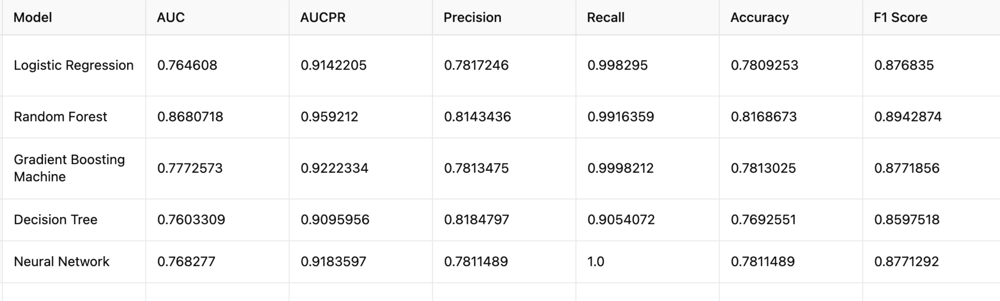 Model AUC AUCPR Precision Recall Accuracy F1 Score
Logistic Regression 0.764608 0.9142205 0.7817246 0.998295 0.7809253 0.876835
Random Forest 0.8680718 0.959212 0.8143436 0.9916359 0.8168673 0.8942874
Gradient Boosting
Machine 0.7772573 0.9222334 0.7813475 0.9998212 0.7813025 0.8771856
Decision Tree 0.7603309 0.9095956 0.8184797 0.9054072 0.7692551 0.8597518
Neural Network 0.768277 0.9183597 0.7811489 1.0 0.7811489 0.8771292